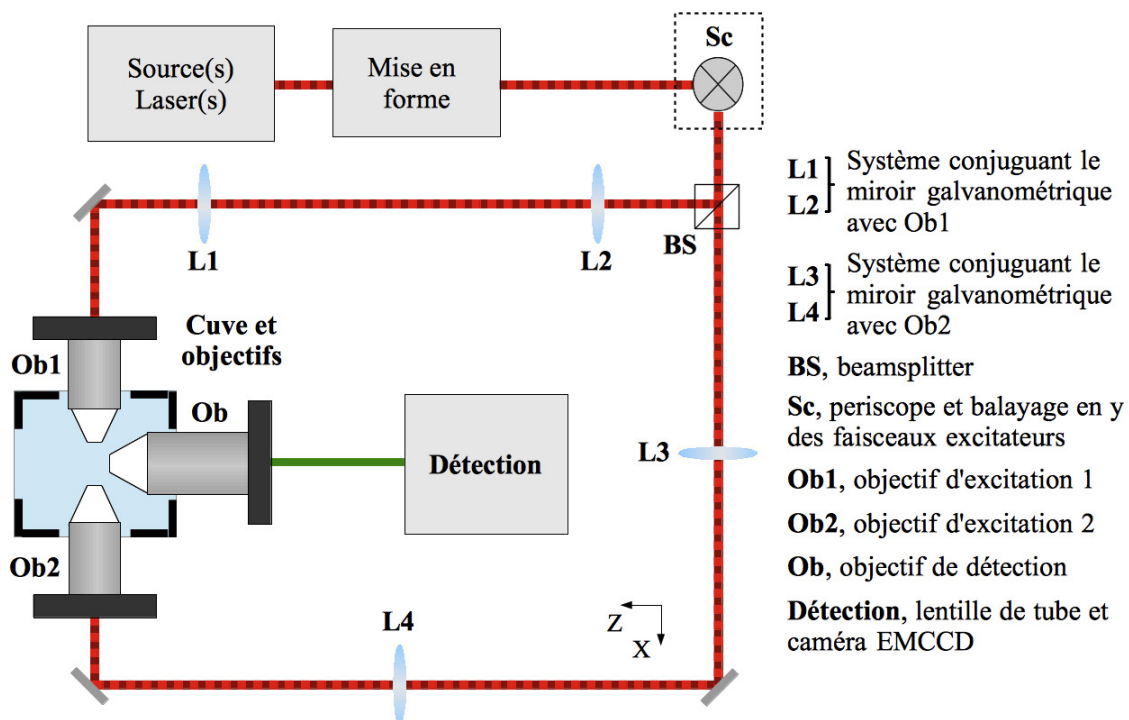 Source(s)
Laser(s)
Mise en
forme
Sc
L1
L2
BS
Cuve et
objectifs
Ob1
Ob
Détection
L3
Ob2
L4
Z
X
L1
L2
Système conjuguant le
miroir galvanométrique
avec Ob1
L3
L4
Système conjuguant le
miroir galvanométrique
avec Ob2
BS, beamsplitter
Sc, periscope et balayage en y
des faisceaux excitateurs
Ob1, objectif d'excitation 1
Ob2, objectif d'excitation 2
Ob, objectif de détection
Détection, lentille de tube et
caméra EMCCD